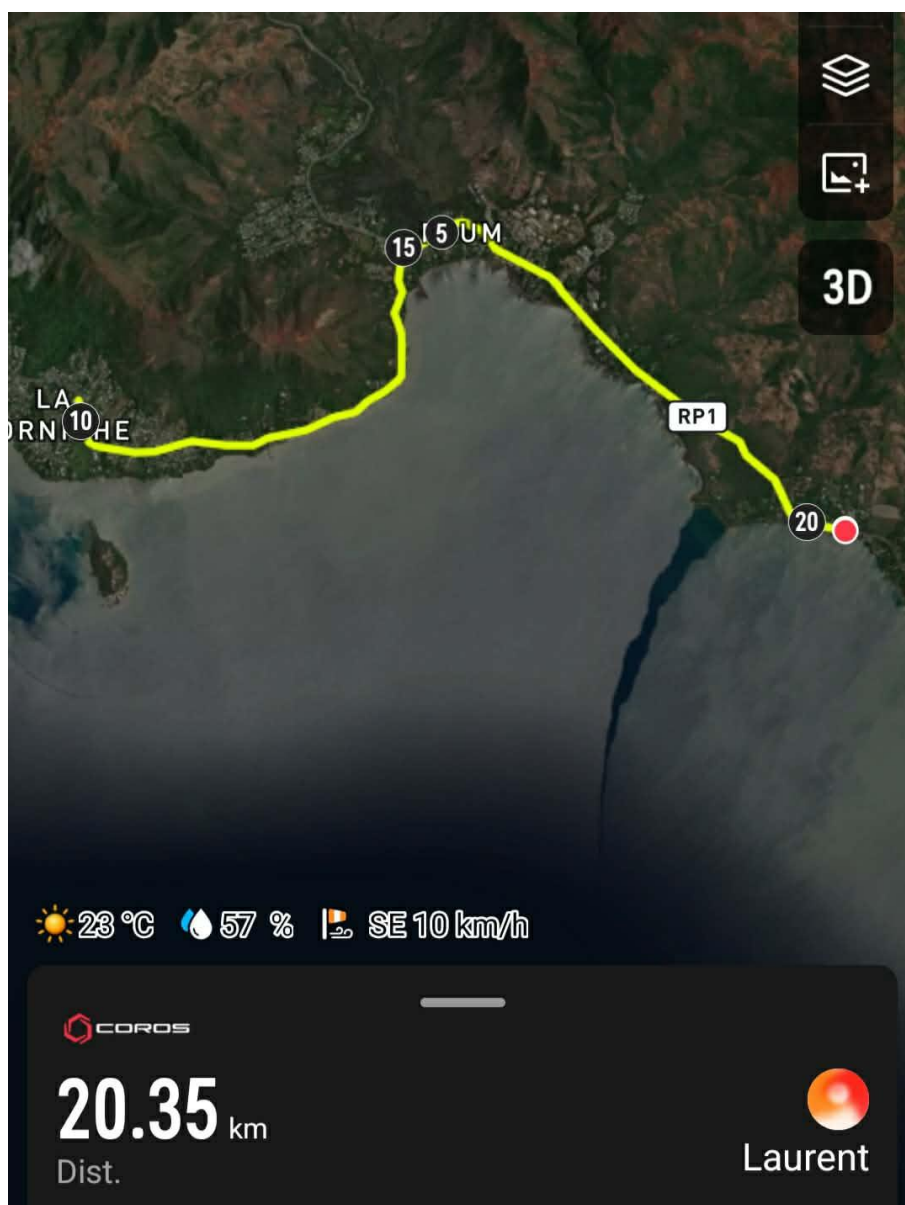 3D
15
5
UM
RP1
LA
10
ORNICHE
20
23 °C 57 % SE 10 km/h
COROS
20.35 km
Dist.
Laurent